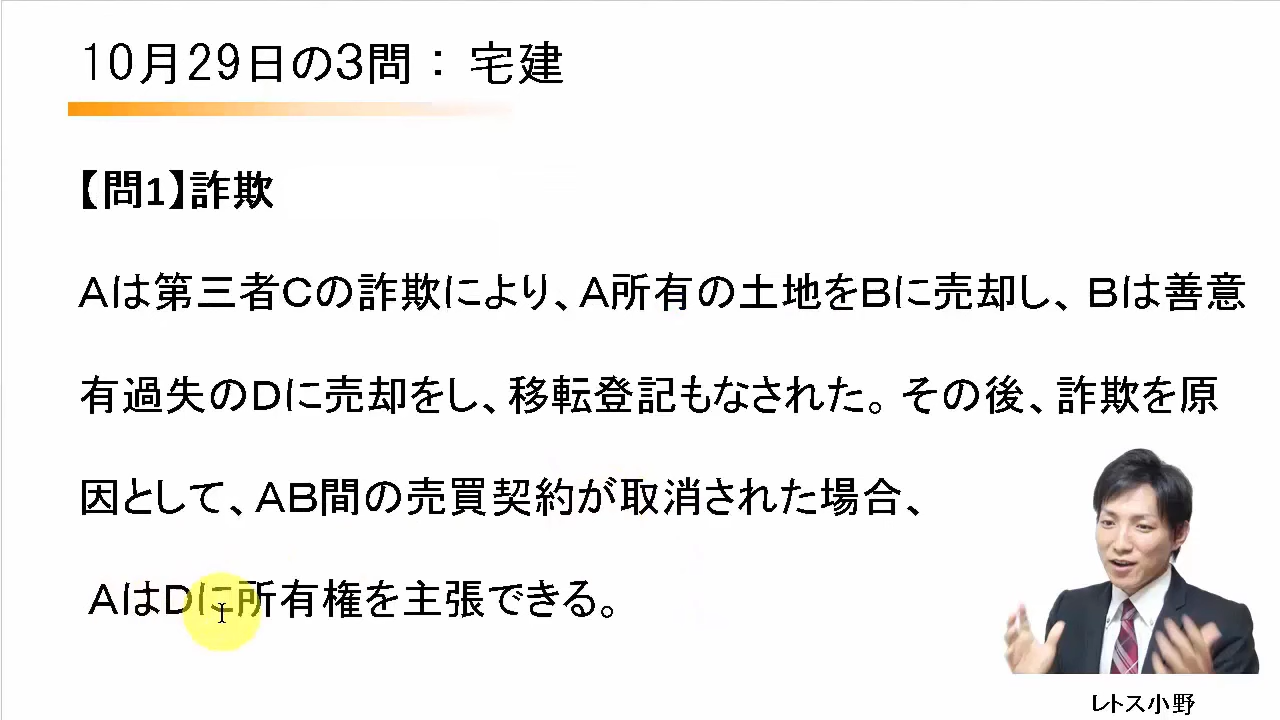 10月29日の3問：宅建
【問1】詐欺
Aは第三者Cの詐欺により、A所有の土地をBに売却し、Bは善意
有過失のDに売却をし、移転登記もなされた。その後、詐欺を原
因として、AB間の売買契約が取消された場合、
AはDに所有権を主張できる。
レトス小野